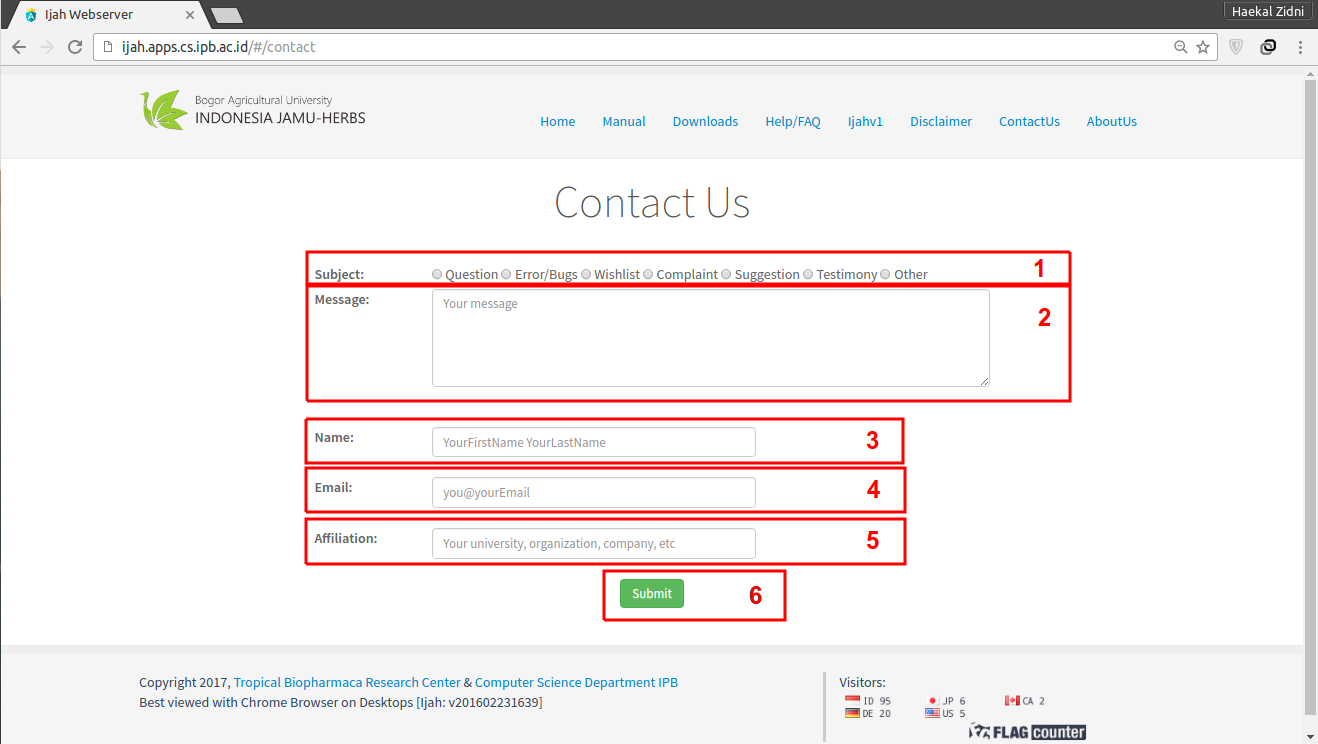 Ijah Webserver
Haekal Zidni
ijah.apps.cs.ipb.ac.id/#/contact
Bogor Agricultural University
INDONESIA JAMU-HERBS
Home Manual Downloads Help/FAQ Ijahv1 Disclaimer ContactUs AboutUs
Contact Us
Subject: Question Error/Bugs Wishlist Complaint Suggestion Testimony Other 1
Message: Your message 2
Name: YourFirstName YourLastName 3
Email: you@yourEmail 4
Affiliation: Your university, organization, company, etc 5
Submit 6
Copyright 2017, Tropical Biopharmaca Research Center & Computer Science Department IPB
Best viewed with Chrome Browser on Desktops [Ijah: v201602231639]
Visitors:
ID 95 JP 6 CA 2
DE 20 US 5
FLAG counter